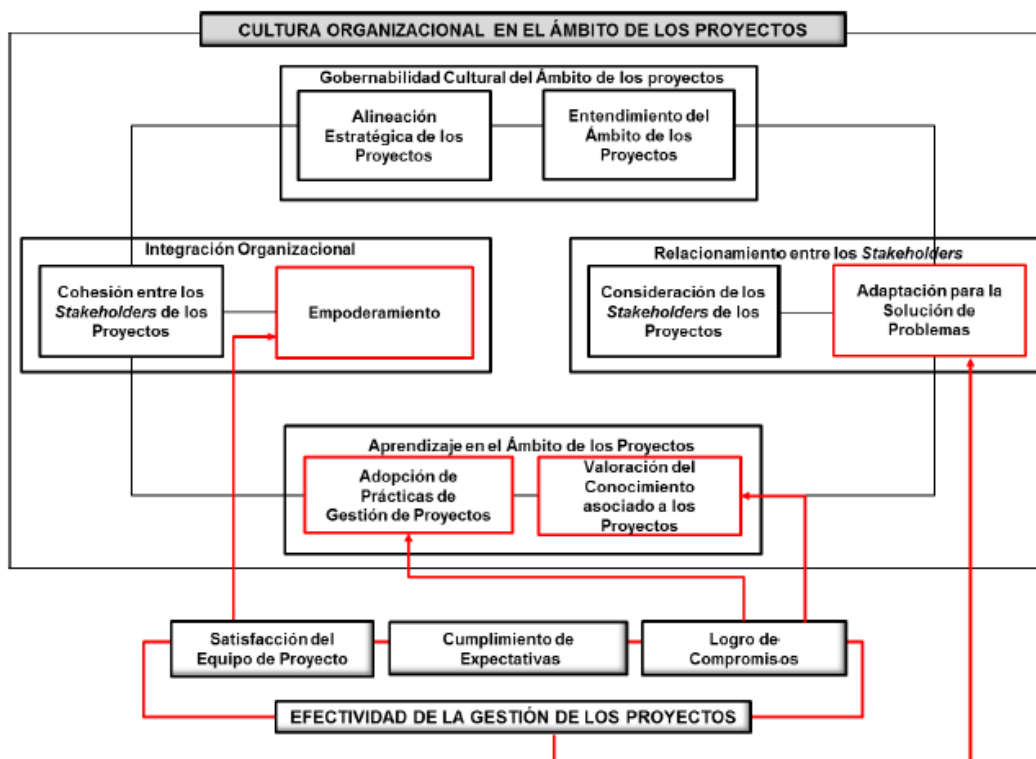 CULTURA ORGANIZACIONAL EN EL ÁMBITO DE LOS PROYECTOS
Gobernabilidad Cultural del Ámbito de los proyectos
Alineación
Estratégica de los
Proyectos
Entendimiento del
Ámbito de los
Proyectos
Integración Organizacional
Cohesión entre los
Stakeholders de los
Proyectos
Empoderamiento
Relacionamiento entre los Stakeholders
Consideración de los
Stakeholders de los
Proyectos
Adaptación para la
Solución de
Problemas
Aprendizaje en el Ámbito de los Proyectos
Adopción de
Prácticas de
Gestión de Proyectos
Valoración del
Conocimiento
asociado a los
Proyectos
Satisfacción del
Equipo de Proyecto
Cumplimiento de
Expectativas
Logro de
Compromisos
EFECTIVIDAD DE LA GESTIÓN DE LOS PROYECTOS